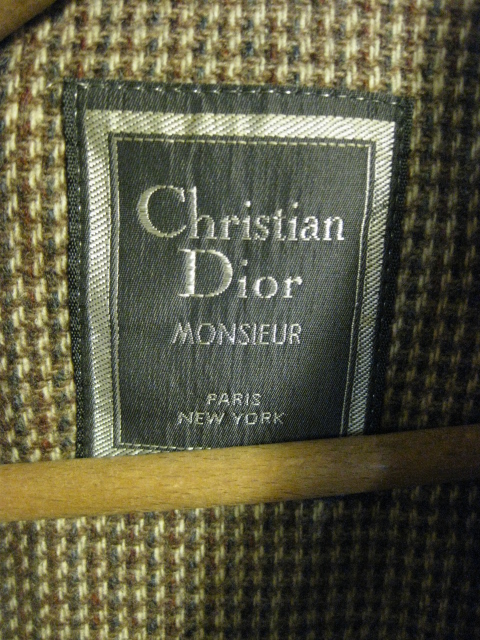 Christian
Dior
MONSIEUR
PARIS
NEW YORK